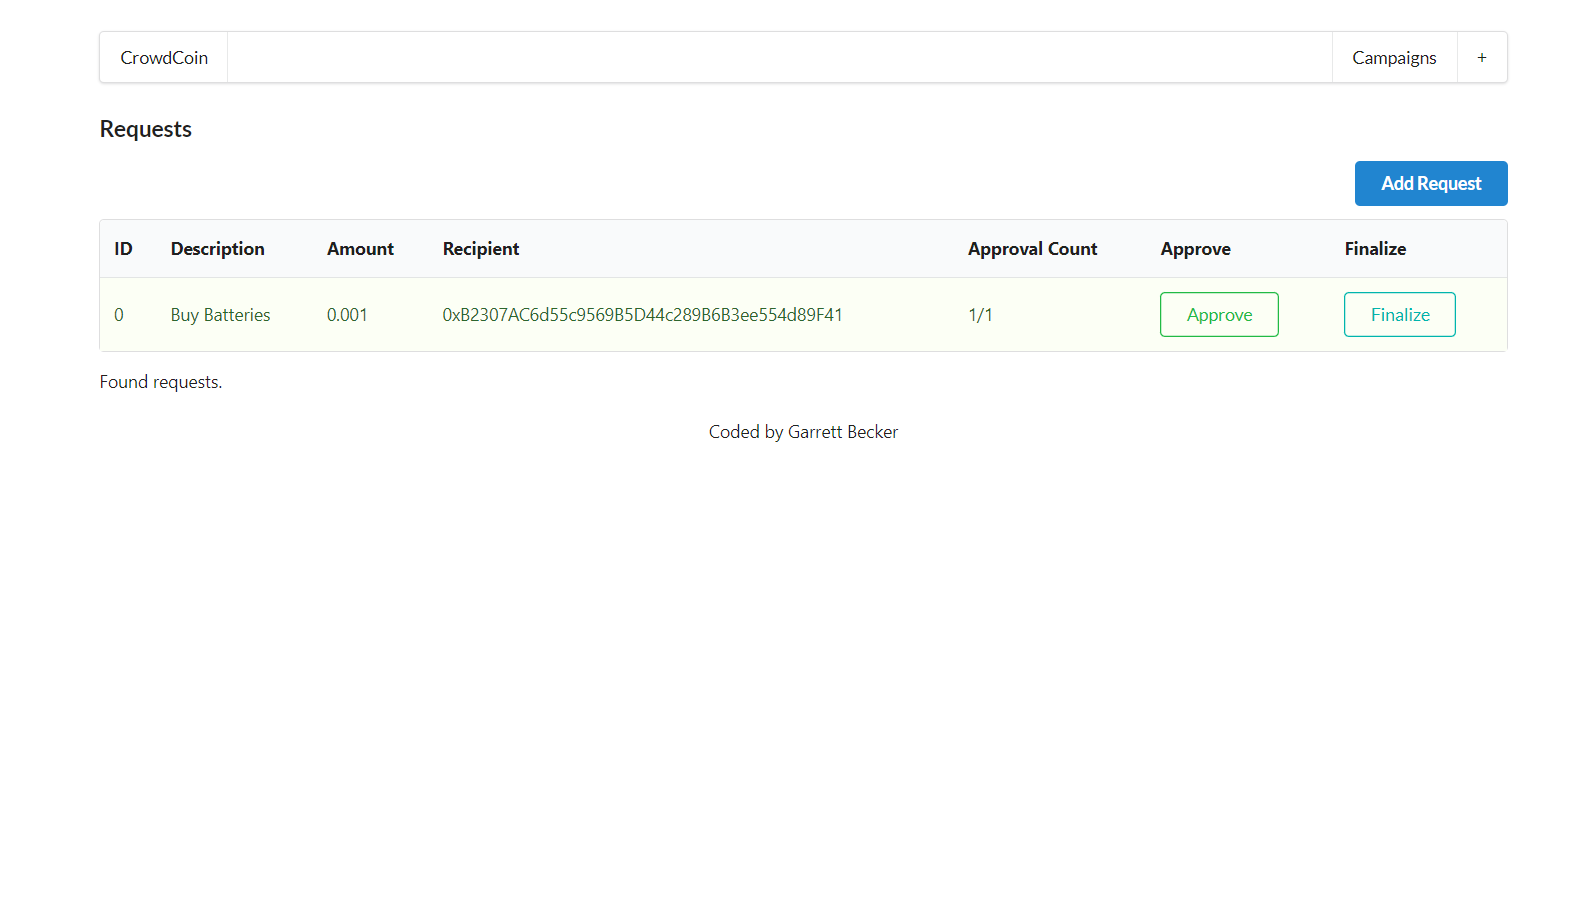 CrowdCoin Campaigns +
Requests
Add Request
ID Description Amount Recipient Approval Count Approve Finalize
0 Buy Batteries 0.001 0xB2307AC6d55c9569B5D44c289B6B3ee554d89F41 1/1 Approve Finalize
Found requests.
Coded by Garrett Becker